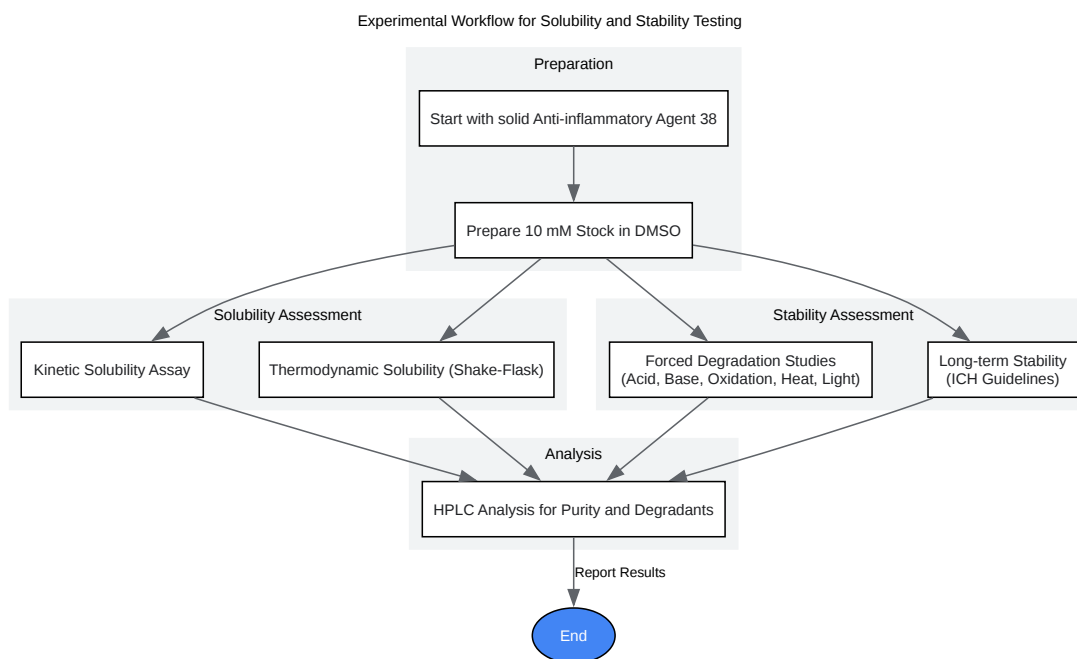 Experimental Workflow for Solubility and Stability Testing
Preparation
Start with solid Anti-inflammatory Agent 38
Prepare 10 mM Stock in DMSO
Solubility Assessment
Kinetic Solubility Assay
Thermodynamic Solubility (Shake-Flask)
Stability Assessment
Forced Degradation Studies
(Acid, Base, Oxidation, Heat, Light)
Long-term Stability
(ICH Guidelines)
Analysis
HPLC Analysis for Purity and Degradants
Report Results
End